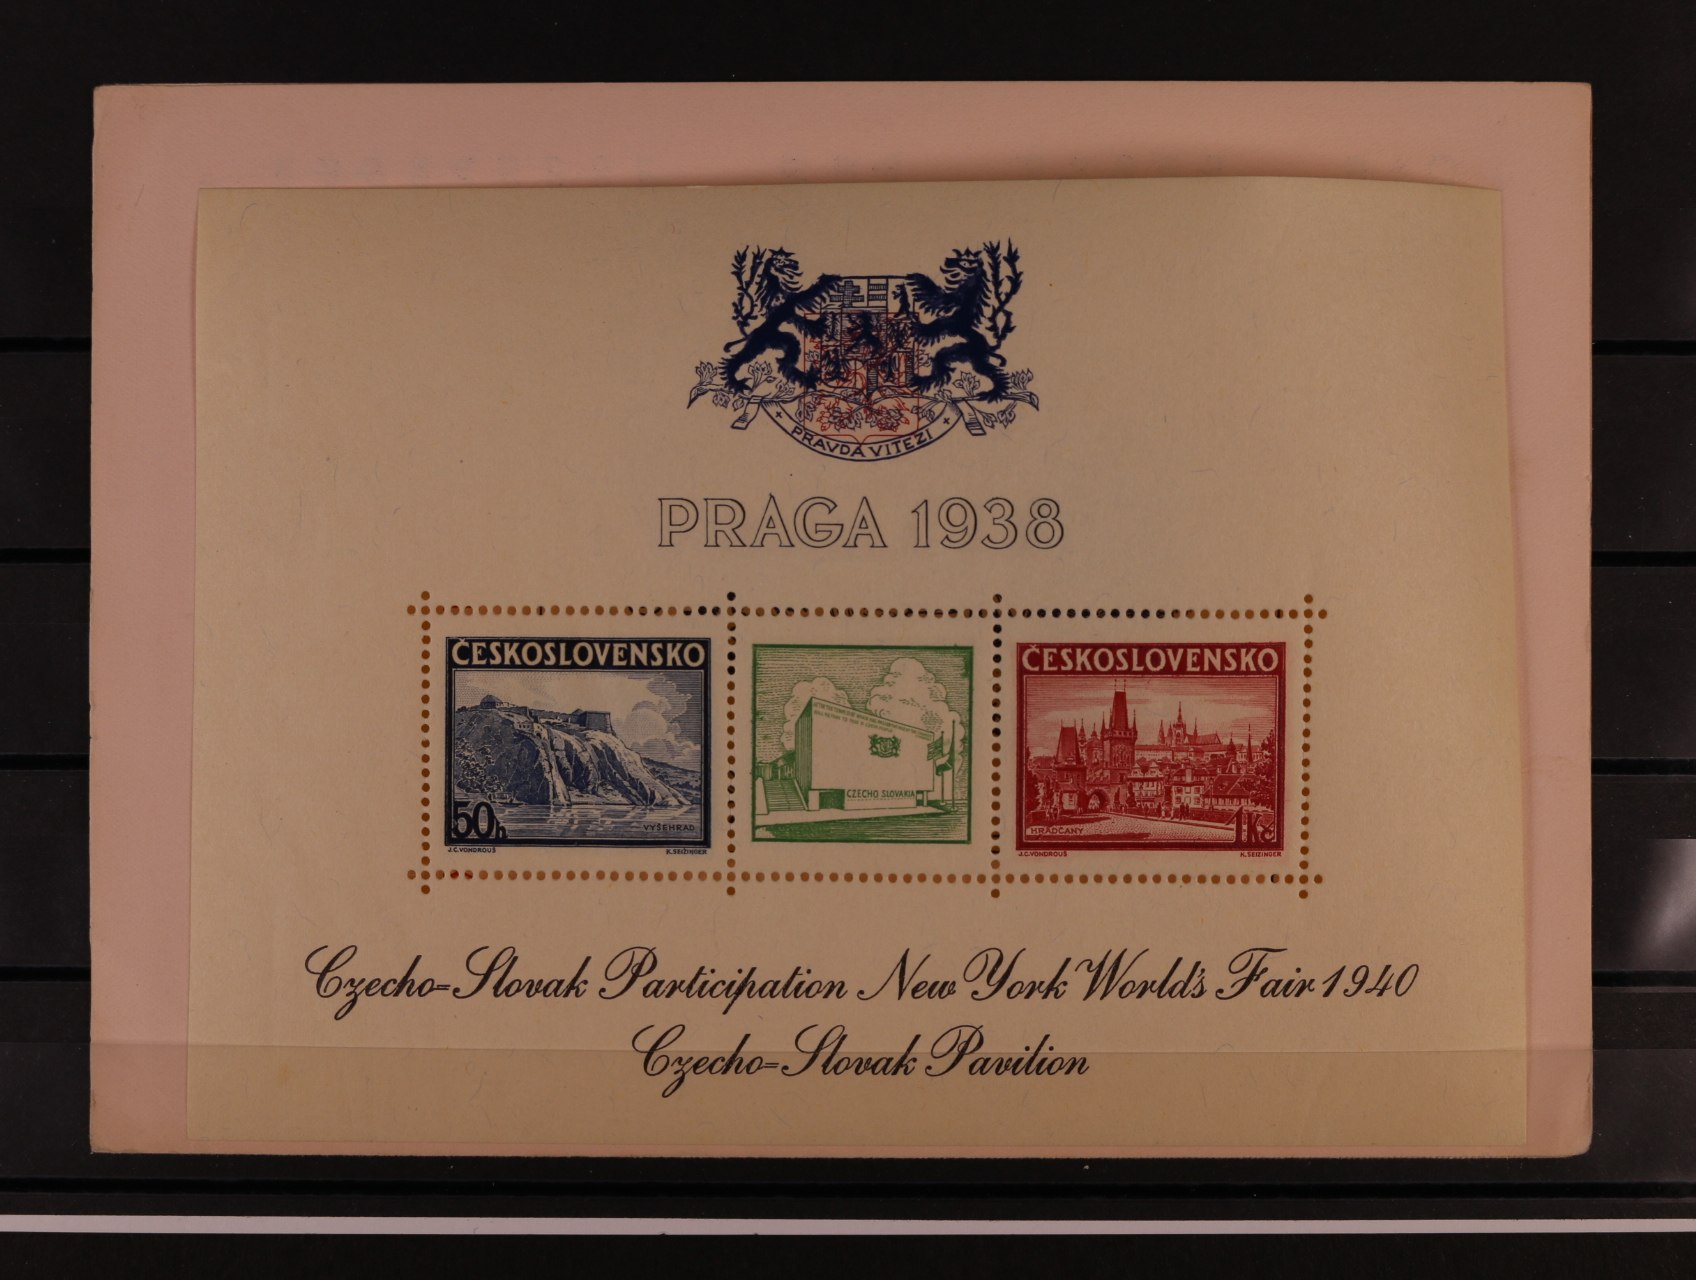 PRAVDA VÍTĚZÍ
PRAGA 1938
ČESKOSLOVENSKO
50h
VYŠEHRAD
J.C.VONDROUŠ
K.SEIZINGER
CZECHO SLOVAKIA
ČESKOSLOVENSKO
HRADČANY
1Kč
J.C.VONDROUŠ
K.SEIZINGER
Czecho-Slovak Participation New York World's Fair 1940
Czecho-Slovak Pavilion